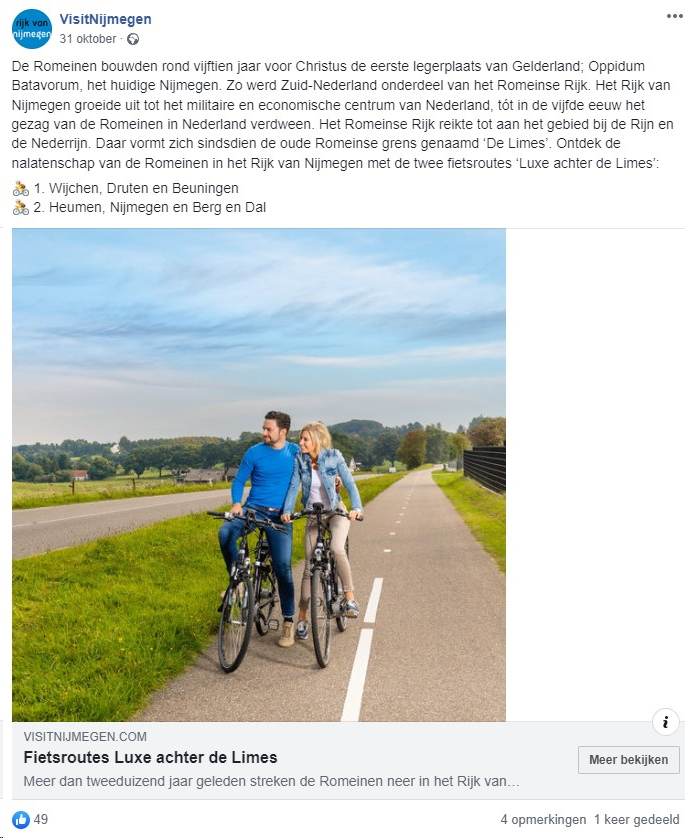 rijk van
nijmegen
VisitNijmegen
31 oktober ·
De Romeinen bouwden rond vijftien jaar voor Christus de eerste legerplaats van Gelderland; Oppidum
Batavorum, het huidige Nijmegen. Zo werd Zuid-Nederland onderdeel van het Romeinse Rijk. Het Rijk van
Nijmegen groeide uit tot het militaire en economische centrum van Nederland, tót in de vijfde eeuw het
gezag van de Romeinen in Nederland verdween. Het Romeinse Rijk reikte tot aan het gebied bij de Rijn en
de Nederrijn. Daar vormt zich sindsdien de oude Romeinse grens genaamd ‘De Limes’. Ontdek de
nalatenschap van de Romeinen in het Rijk van Nijmegen met de twee fietsroutes ‘Luxe achter de Limes’:
🚴 1. Wijchen, Druten en Beuningen
🚴 2. Heumen, Nijmegen en Berg en Dal
VISITNIJMEGEN.COM
Fietsroutes Luxe achter de Limes
Meer dan tweeduizend jaar geleden streken de Romeinen neer in het Rijk van…
Meer bekijken
49
4 opmerkingen 1 keer gedeeld